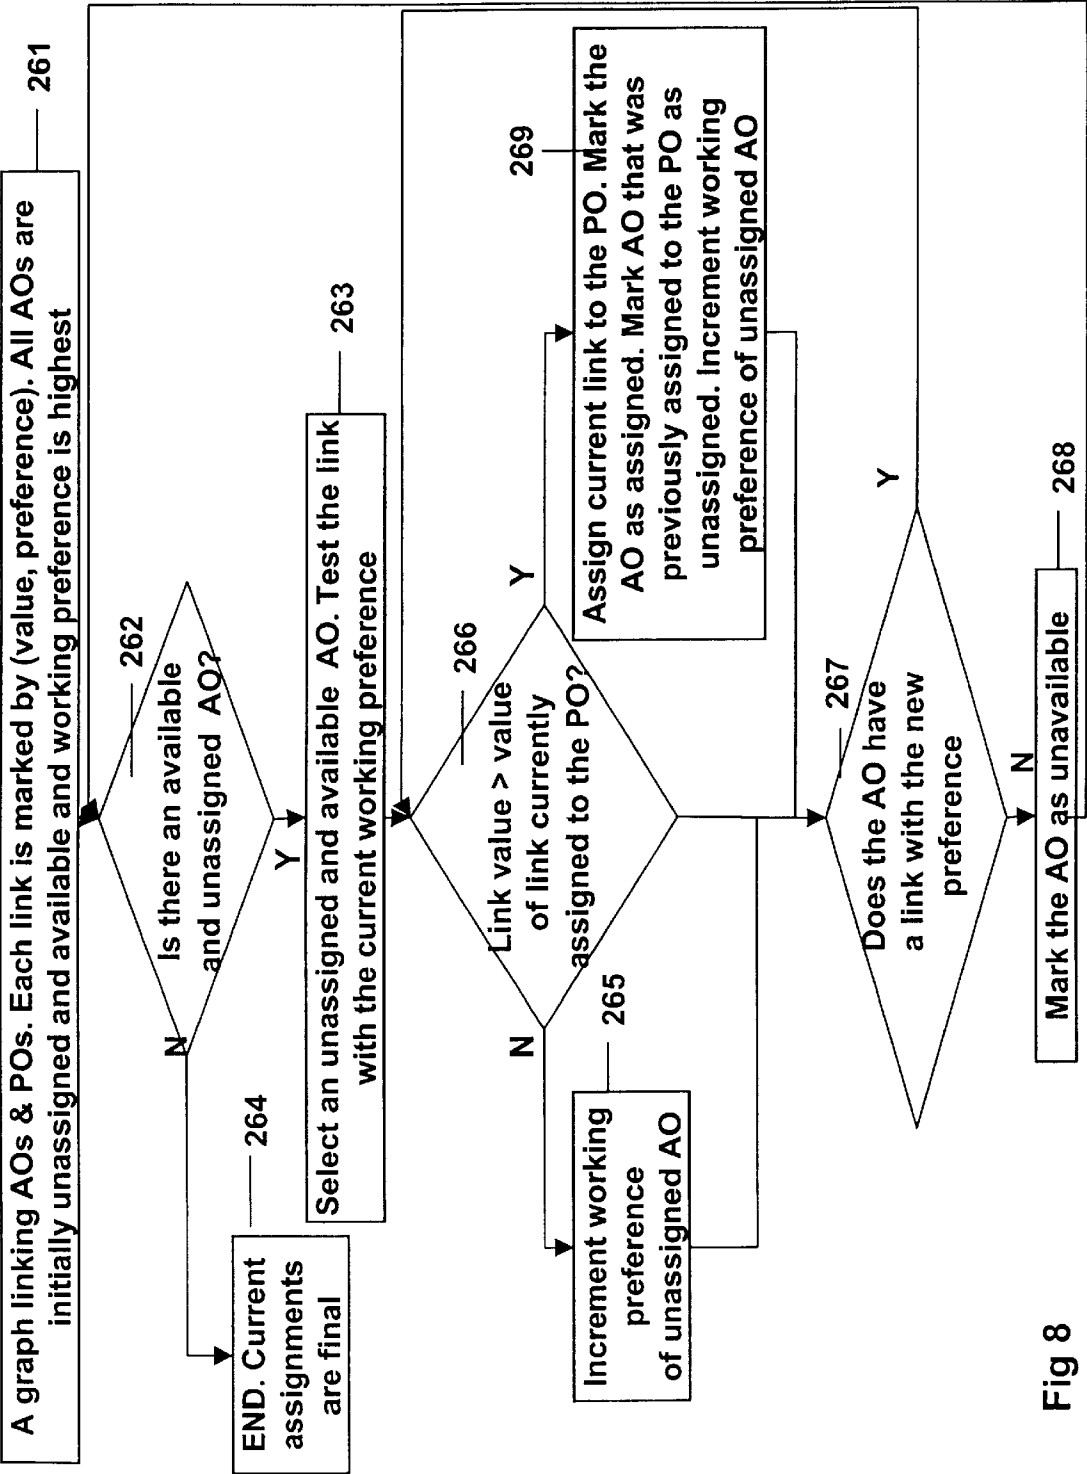 A graph linking AOs & POs. Each link is marked by (value, preference). All AOs are
initially unassigned and available and working preference is highest
261
262
Is there an available
and unassigned AO?
N
Y
END. Current
assignments
are final
264
263
Select an unassigned and available AO. Test the link
with the current working preference
266
Link value > value
of link currently
assigned to the PO?
N
Y
265
Increment working
preference
of unassigned AO
269
Assign current link to the PO. Mark the
AO as assigned. Mark AO that was
previously assigned to the PO as
unassigned. Increment working
preference of unassigned AO
267
Does the AO have
a link with the new
preference
Y
N
268
Mark the AO as unavailable
Fig 8